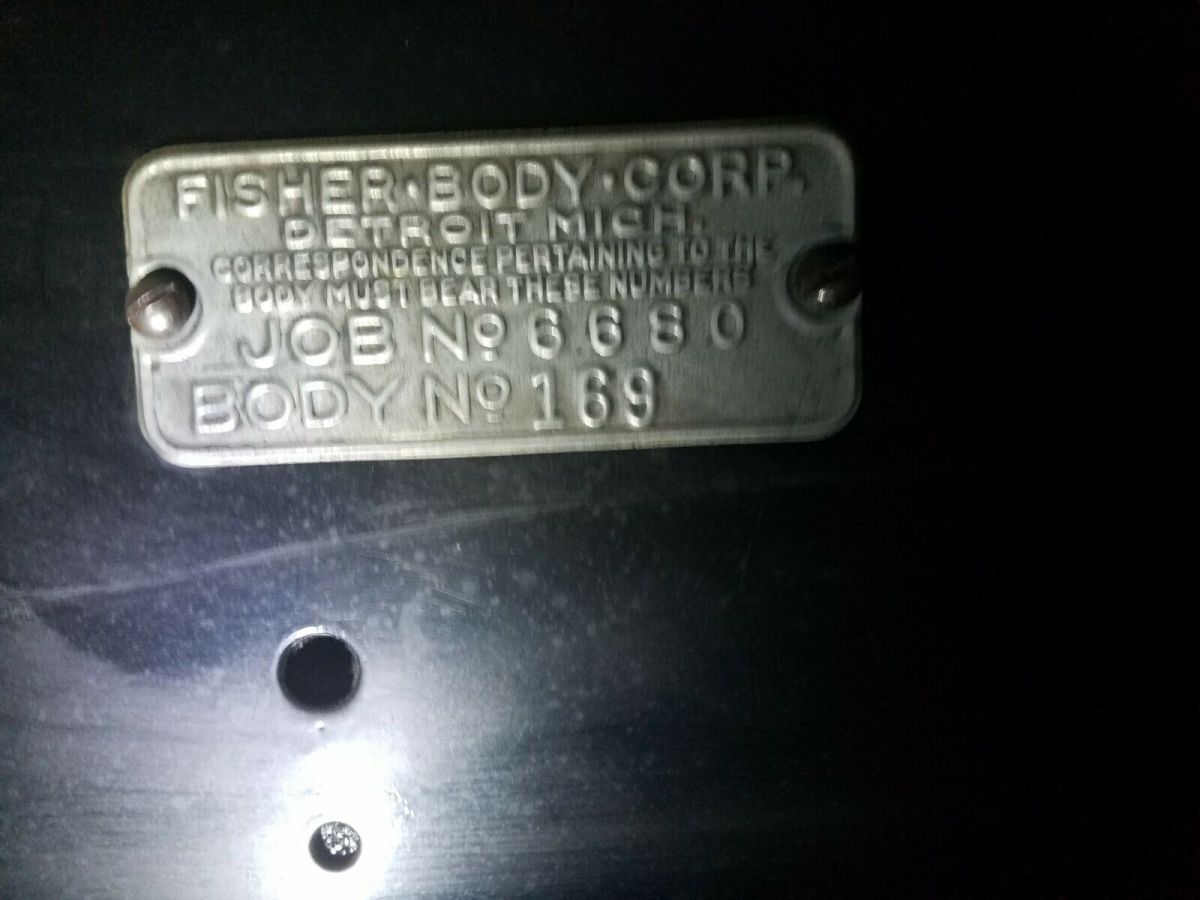 FISHER·BODY·CORP.
DETROIT MICH.
CORRESPONDENCE PERTAINING TO THE
BODY MUST BEAR THESE NUMBERS
JOB No 6680
BODY No 169